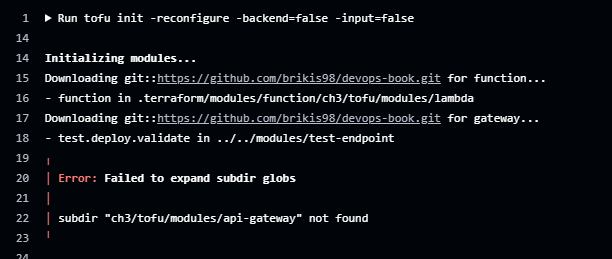 1 ▶ Run tofu init -reconfigure -backend=false -input=false
14
14 Initializing modules...
15 Downloading git::https://github.com/brikis98/devops-book.git for function...
16 - function in .terraform/modules/function/ch3/tofu/modules/lambda
17 Downloading git::https://github.com/brikis98/devops-book.git for gateway...
18 - test.deploy.validate in ../../modules/test-endpoint
19 ╷
20 │ Error: Failed to expand subdir globs
21 │
22 │ subdir "ch3/tofu/modules/api-gateway" not found
23 ╵
24